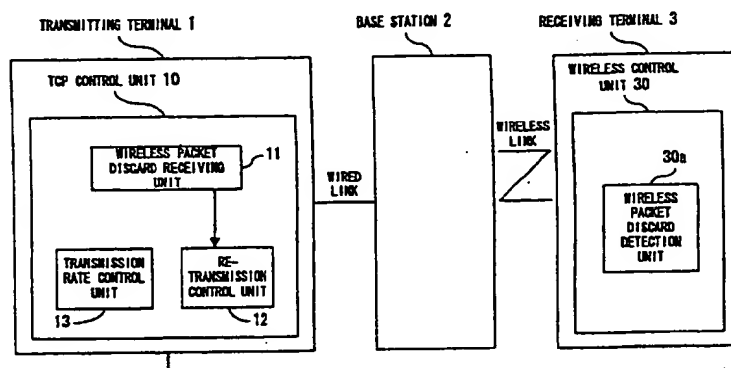 TRANSMITTING TERMINAL 1
BASE STATION 2
RECEIVING TERMINAL 3
TCP CONTROL UNIT 10
WIRELESS CONTROL
UNIT 30
WIRELESS PACKET
DISCARD RECEIVING
UNIT
11
WIRED
LINK
WIRELESS
LINK
30a
WIRELESS
PACKET
DISCARD
DETECTION
UNIT
TRANSMISSION
RATE CONTROL
UNIT
13
RE-
TRANSMISSION
CONTROL UNIT
12